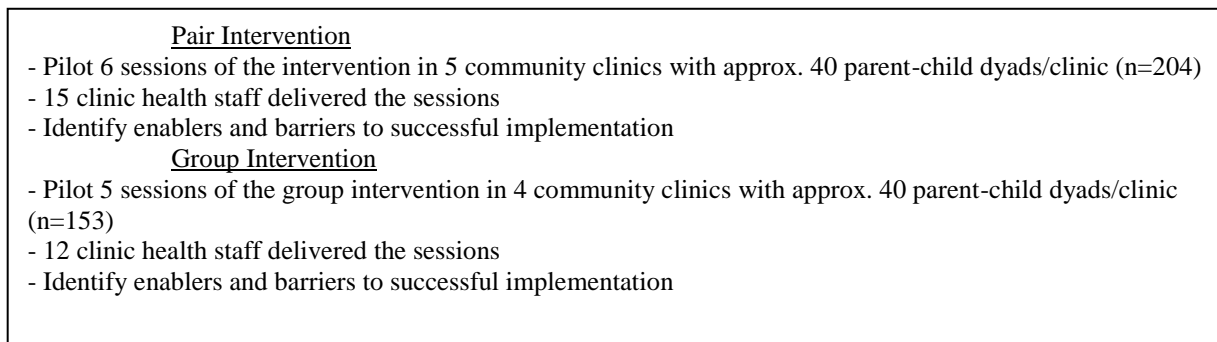 Pair Intervention
- Pilot 6 sessions of the intervention in 5 community clinics with approx. 40 parent-child dyads/clinic (n=204)
- 15 clinic health staff delivered the sessions
- Identify enablers and barriers to successful implementation
Group Intervention
- Pilot 5 sessions of the group intervention in 4 community clinics with approx. 40 parent-child dyads/clinic
(n=153)
- 12 clinic health staff delivered the sessions
- Identify enablers and barriers to successful implementation